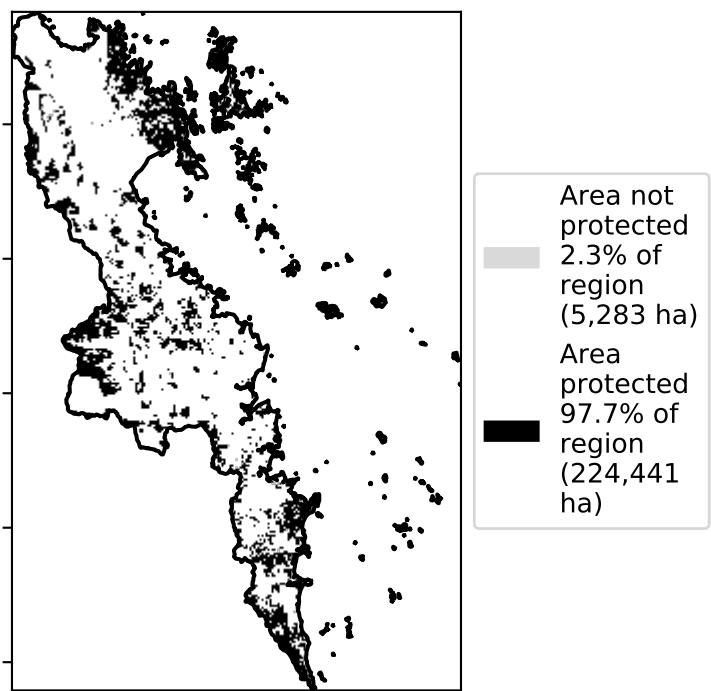 Area not
protected
2.3% of
region
(5,283 ha)
Area
protected
97.7% of
region
(224,441
ha)